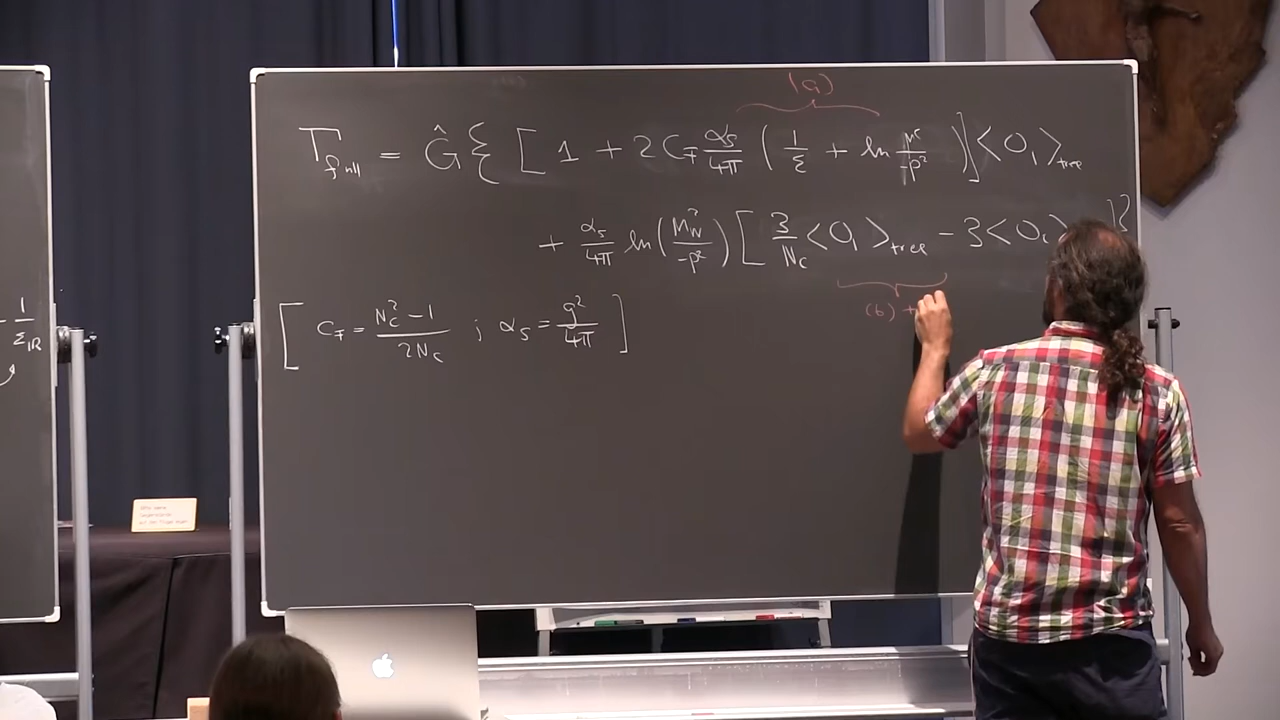 (a)
T_full = Ĝ { [ 1 + 2 C_F α_s/4π ( 1/ε + ln μ²/-p² ) ] <O_1>_tree
+ α_s/4π ln( M_W²/-p² ) [ 3/N_c <O_1>_tree - 3 <O_2> ] }
(b) +
[ C_F = N_c² - 1 / 2N_c ; α_s = g²/4π ]
- 1/ε_IR